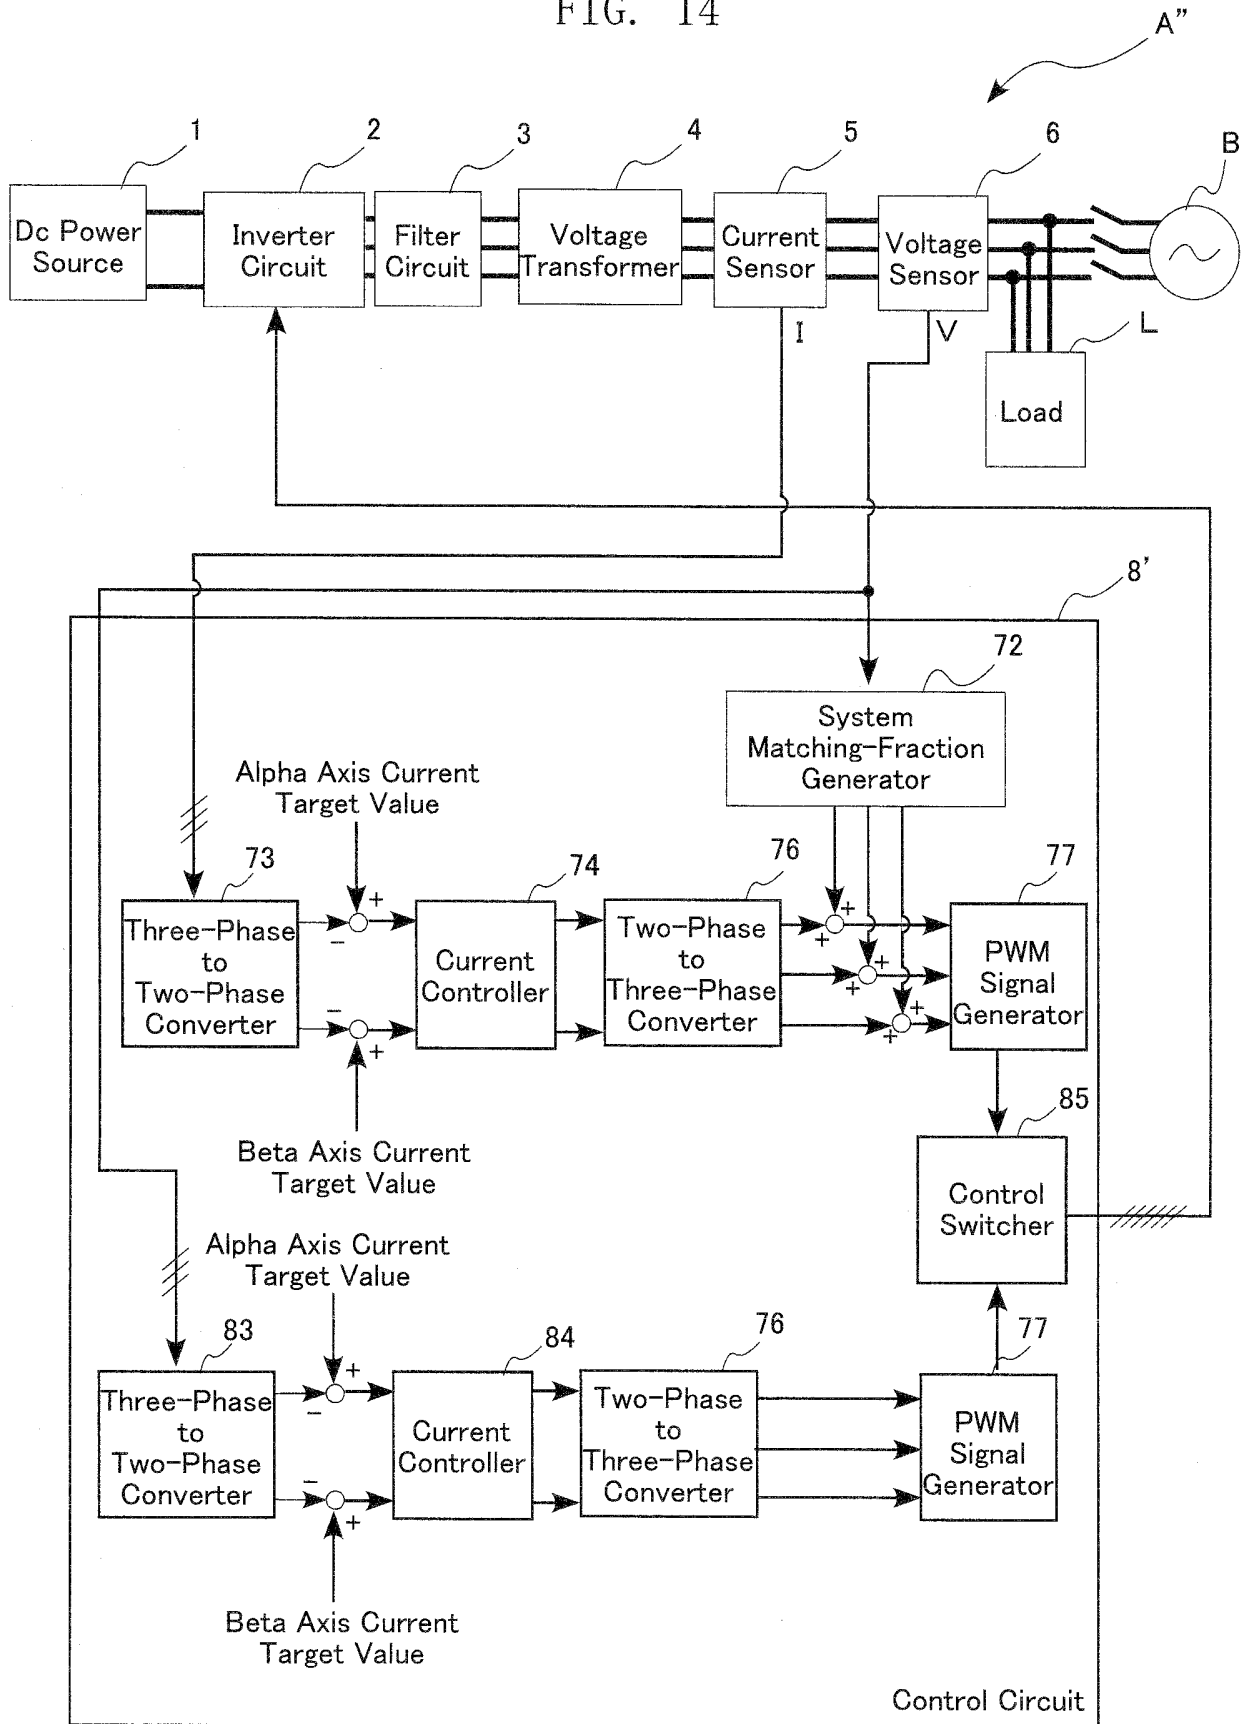 FIG. 14
A”
1
2
3
4
5
6
B
Dc Power
Source
Inverter
Circuit
Filter
Circuit
Voltage
Transformer
Current
Sensor
Voltage
Sensor
I
V
L
Load
8'
72
System
Matching-Fraction
Generator
Alpha Axis Current
Target Value
73
74
76
77
+
+
+
Three-Phase
to
Two-Phase
Converter
−
−
+
Current
Controller
Two-Phase
to
Three-Phase
Converter
+
+
+
+
PWM
Signal
Generator
85
Beta Axis Current
Target Value
Control
Switcher
Alpha Axis Current
Target Value
83
84
76
77
+
Three-Phase
to
Two-Phase
Converter
−
−
+
Current
Controller
Two-Phase
to
Three-Phase
Converter
PWM
Signal
Generator
Beta Axis Current
Target Value
Control Circuit